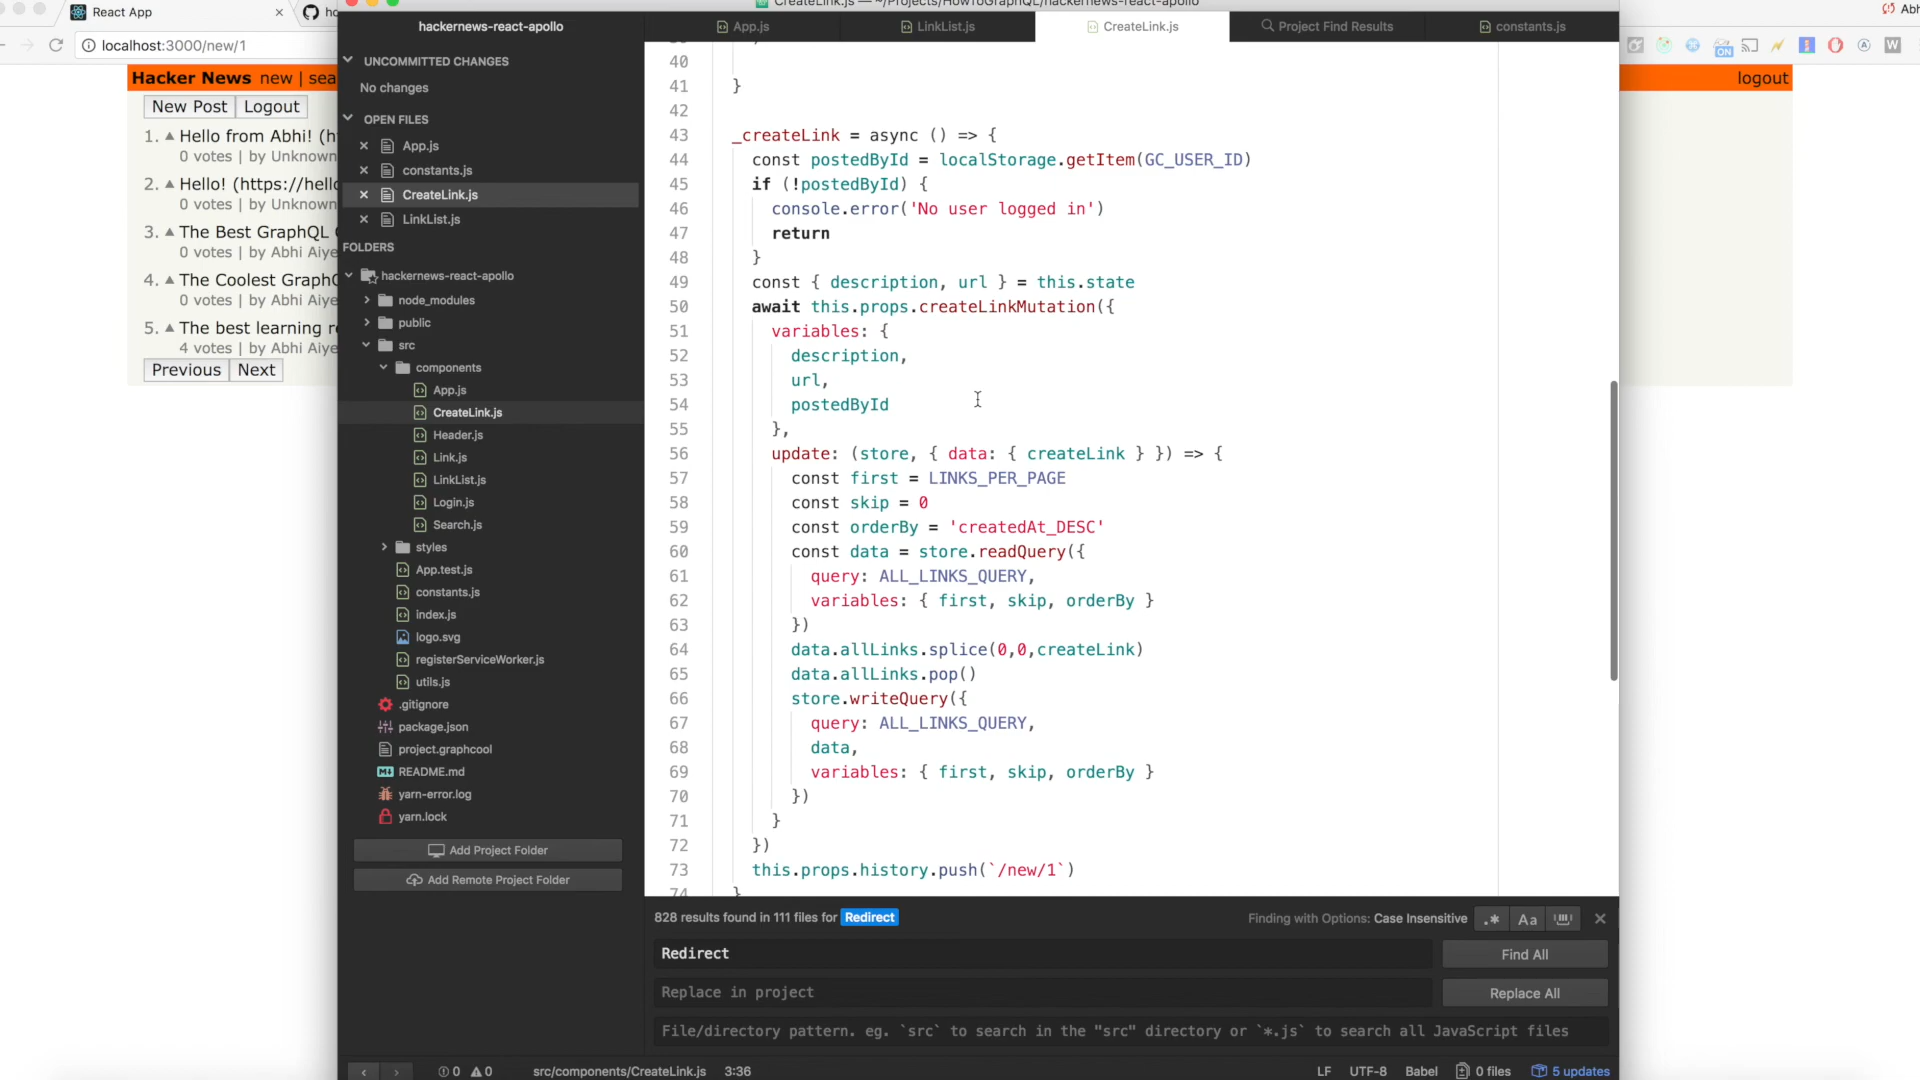 React App
localhost:3000/new/1
Abh
Hacker News new | sea
logout
New Post Logout
1. ▲ Hello from Abhi! (h
0 votes | by Unknown
2. ▲ Hello! (https://hello
0 votes | by Unknown
3. ▲ The Best GraphQL
0 votes | by Abhi Aiye
4. ▲ The Coolest Graph
0 votes | by Abhi Aiye
5. ▲ The best learning r
4 votes | by Abhi Aiye
Previous Next
CreateLink.js — ~/Projects/HowToGraphQL/hackernews-react-apollo
hackernews-react-apollo
App.js
LinkList.js
CreateLink.js
Project Find Results
constants.js
UNCOMMITTED CHANGES
No changes
OPEN FILES
App.js
constants.js
CreateLink.js
LinkList.js
FOLDERS
hackernews-react-apollo
node_modules
public
src
components
App.js
CreateLink.js
Header.js
Link.js
LinkList.js
Login.js
Search.js
styles
App.test.js
constants.js
index.js
logo.svg
registerServiceWorker.js
utils.js
.gitignore
package.json
project.graphcool
README.md
yarn-error.log
yarn.lock
Add Project Folder
Add Remote Project Folder
40
41 }
42
43 _createLink = async () => {
44 const postedById = localStorage.getItem(GC_USER_ID)
45 if (!postedById) {
46 console.error('No user logged in')
47 return
48 }
49 const { description, url } = this.state
50 await this.props.createLinkMutation({
51 variables: {
52 description,
53 url,
54 postedById
55 },
56 update: (store, { data: { createLink } }) => {
57 const first = LINKS_PER_PAGE
58 const skip = 0
59 const orderBy = 'createdAt_DESC'
60 const data = store.readQuery({
61 query: ALL_LINKS_QUERY,
62 variables: { first, skip, orderBy }
63 })
64 data.allLinks.splice(0,0,createLink)
65 data.allLinks.pop()
66 store.writeQuery({
67 query: ALL_LINKS_QUERY,
68 data,
69 variables: { first, skip, orderBy }
70 })
71 }
72 })
73 this.props.history.push(`/new/1`)
74 }
828 results found in 111 files for Redirect
Finding with Options: Case Insensitive .* Aa
Redirect
Find All
Replace in project
Replace All
File/directory pattern. eg. `src` to search in the "src" directory or `*.js` to search all JavaScript files
0 0 src/components/CreateLink.js 3:36
LF UTF-8 Babel 0 files 5 updates